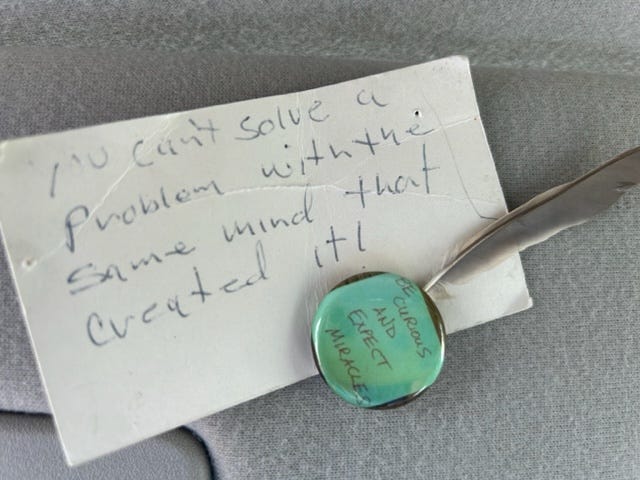 You can't solve a
problem with the
same mind that
created it!
BE CURIOUS
AND
EXPECT
MIRACLES